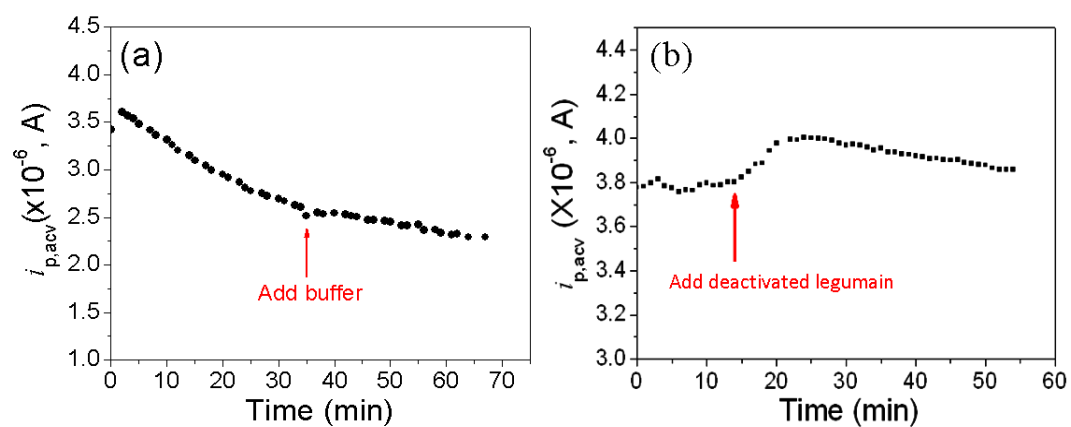 (a)
4.5
4.0
3.5
3.0
2.5
2.0
1.5
1.0
i p,acv (x10-6, A)
Add buffer
0 10 20 30 40 50 60 70
Time (min)
(b)
4.4
4.2
4.0
3.8
3.6
3.4
3.2
3.0
i p,acv (X10-6, A)
Add deactivated legumain
0 10 20 30 40 50 60
Time (min)